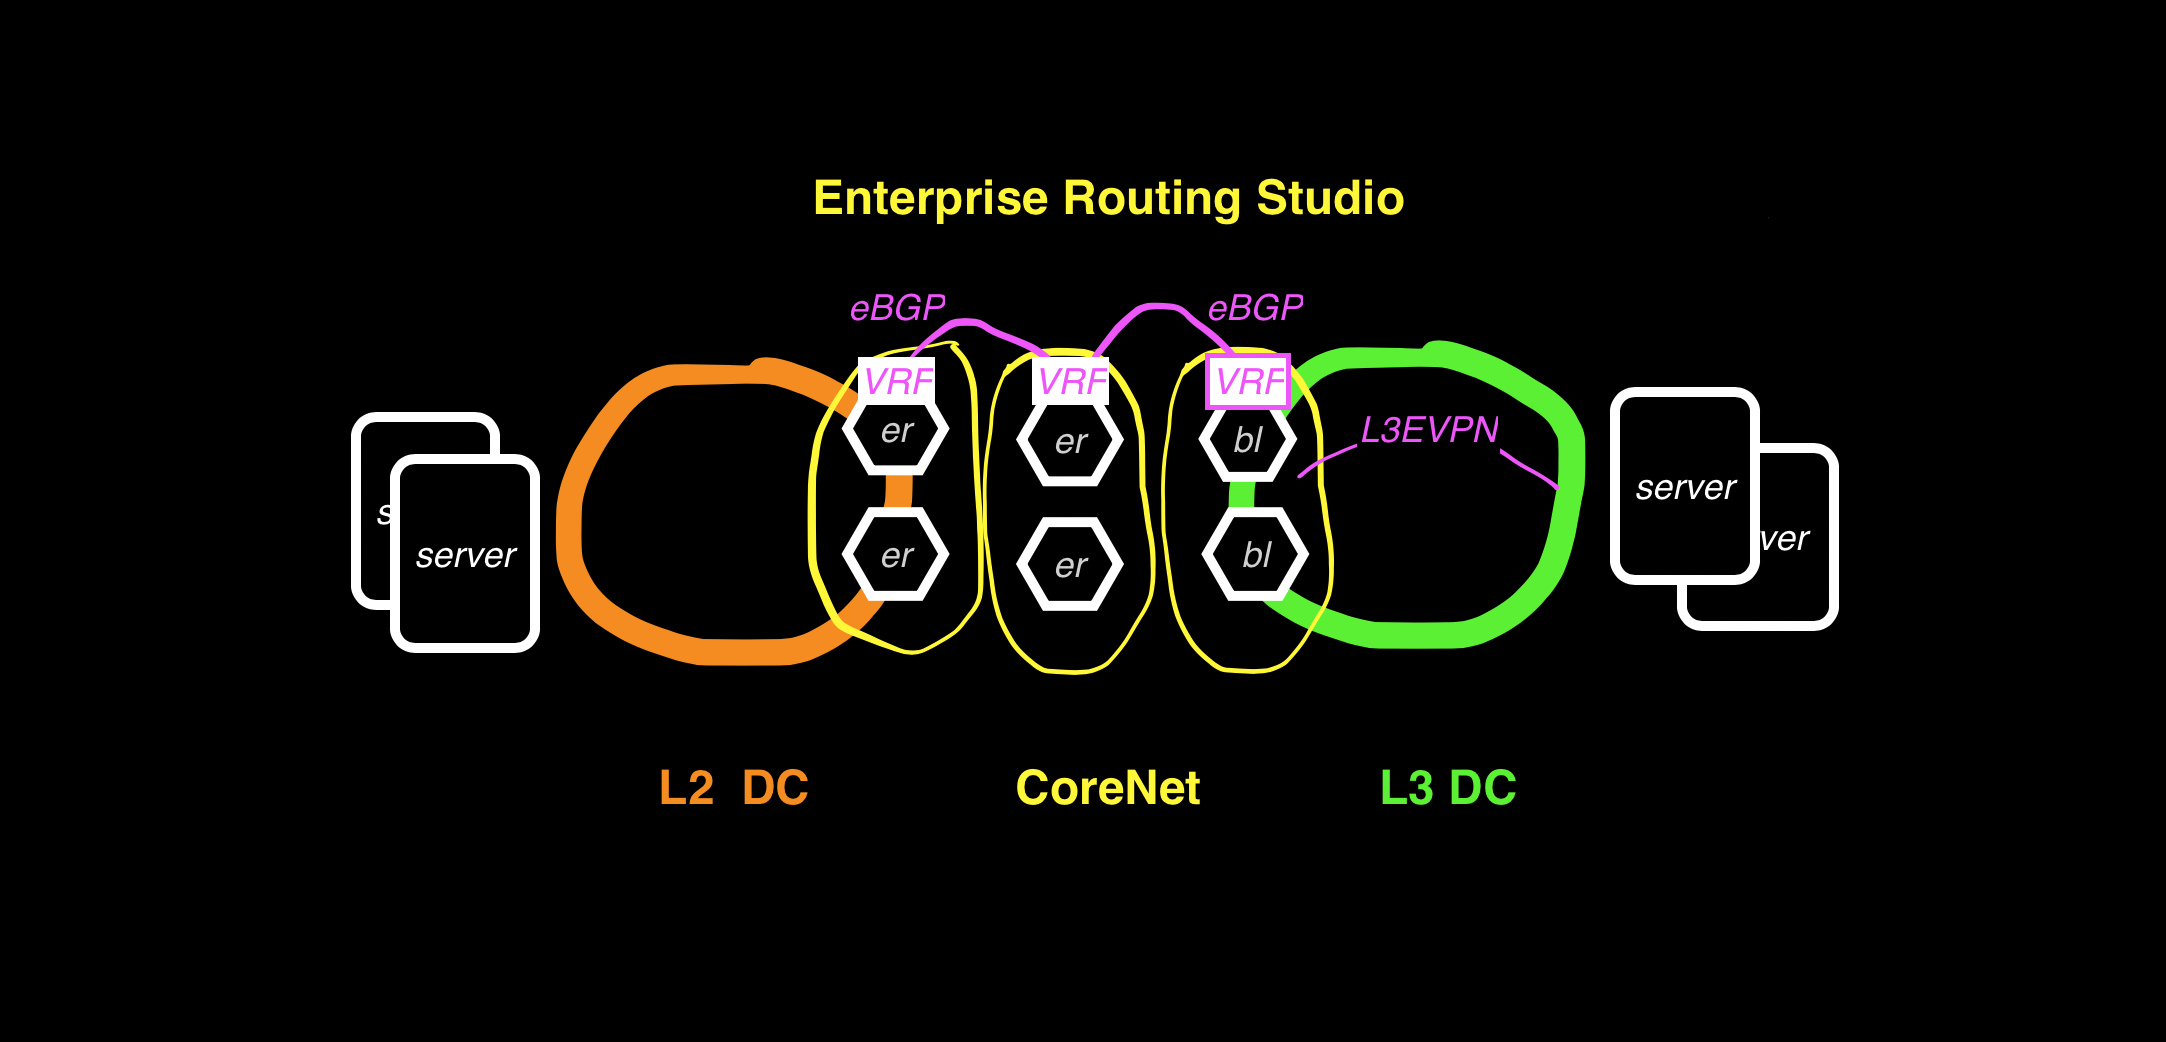 Enterprise Routing Studio
eBGP
eBGP
VRF
VRF
VRF
er
er
bl
L3EVPN
server
s
server
ver
er
er
bl
L2 DC
CoreNet
L3 DC